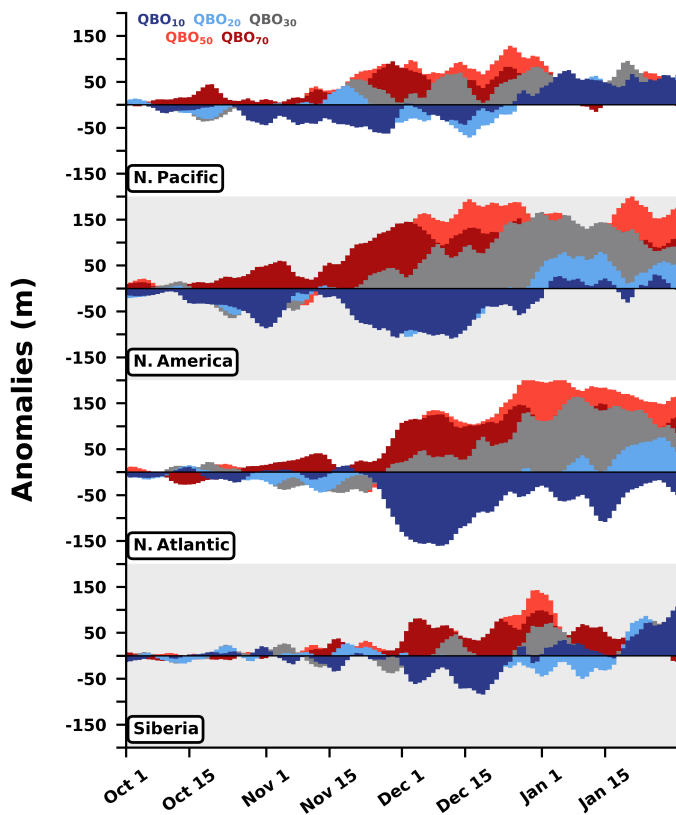 QBO10 QBO20 QBO30
QBO50 QBO70
Anomalies (m)
150
50
-50
-150
N. Pacific
150
50
-50
-150
N. America
150
50
-50
-150
N. Atlantic
150
50
-50
-150
Siberia
Oct 1 Oct 15 Nov 1 Nov 15 Dec 1 Dec 15 Jan 1 Jan 15